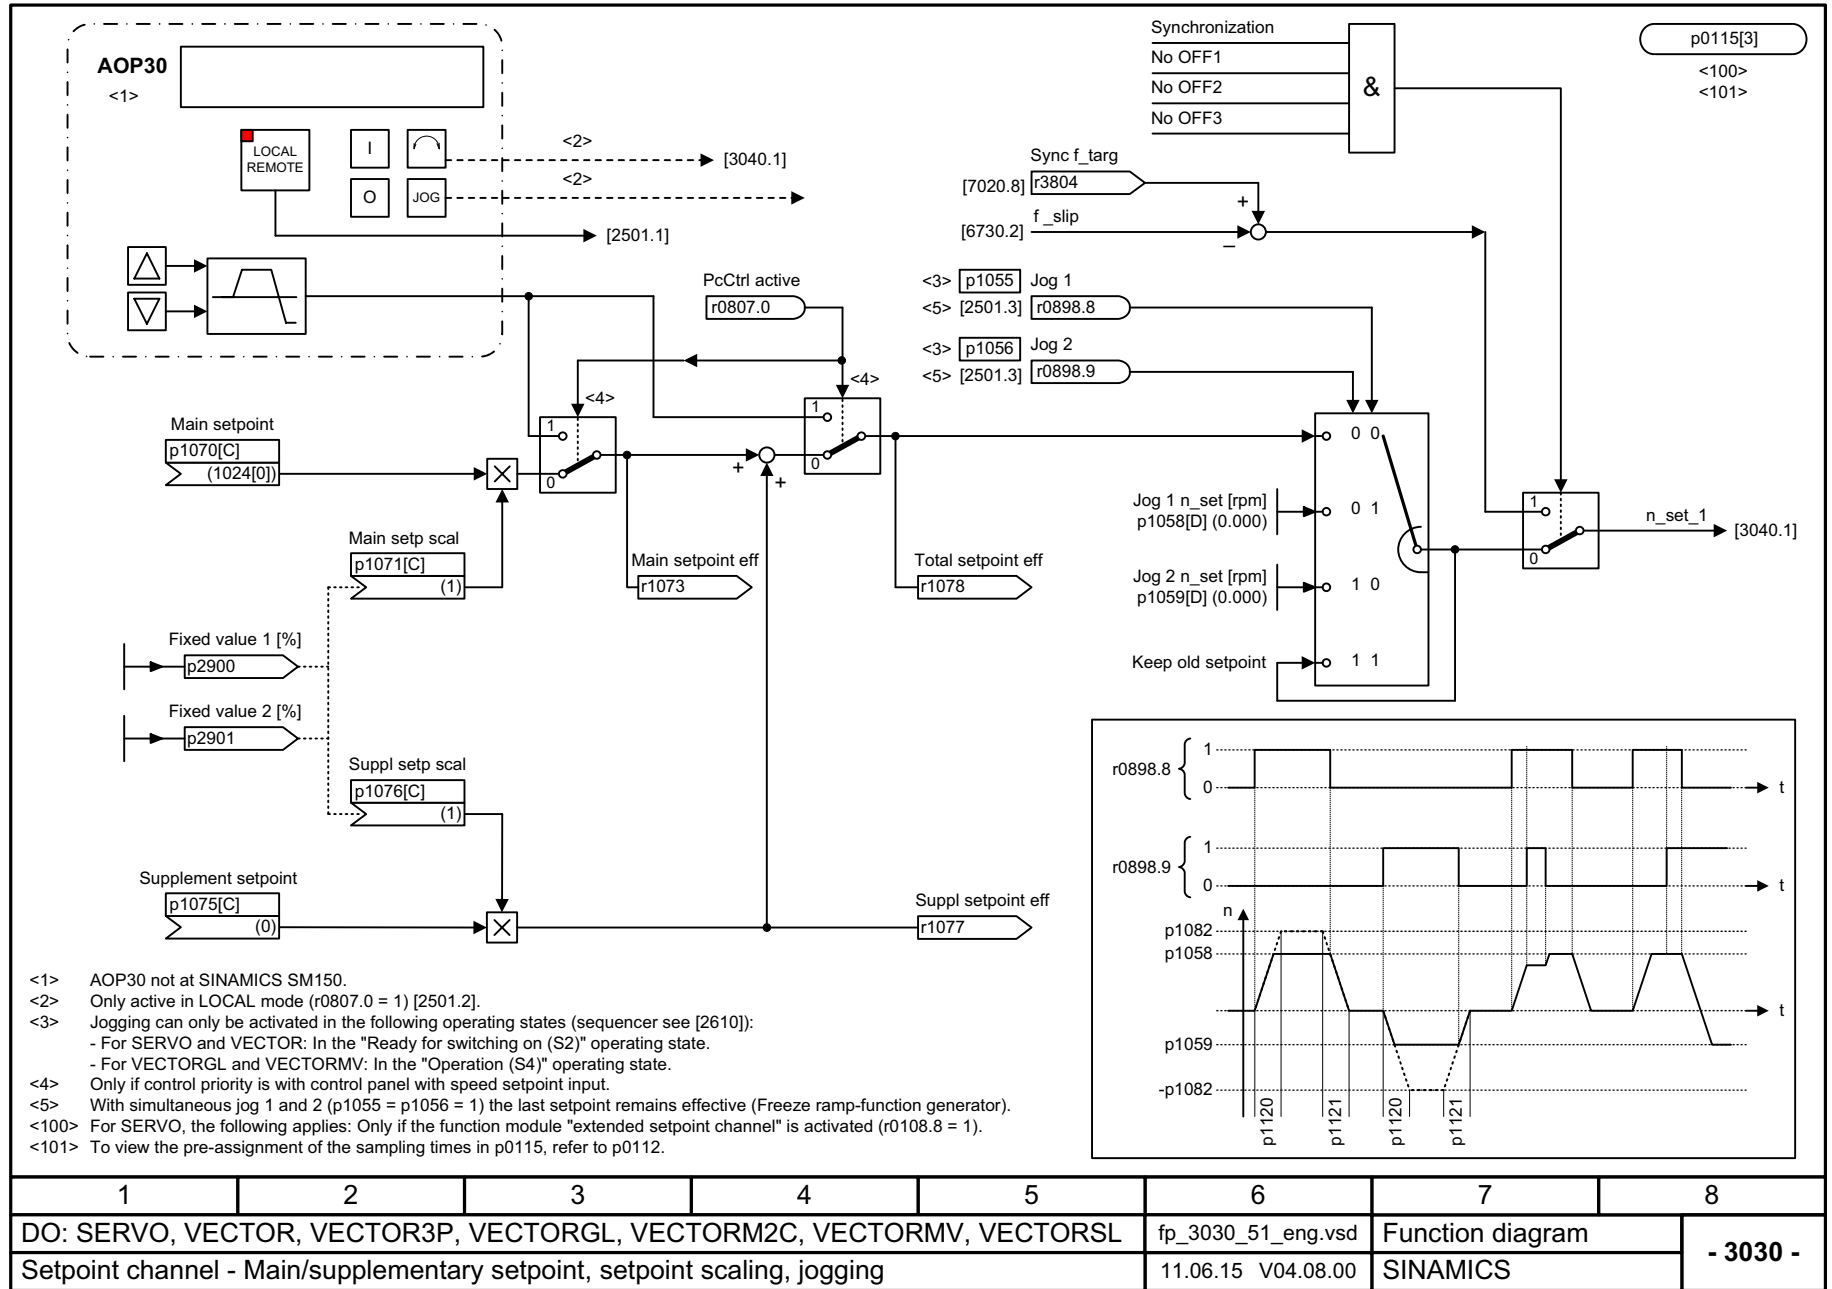 AOP30
<1>
LOCAL
REMOTE
I
O
JOG
<2>
[3040.1]
<2>
[2501.1]
Synchronization
No OFF1
No OFF2
No OFF3
&
p0115[3]
<100>
<101>
Sync f_targ
[7020.8] r3804
+
f _slip
[6730.2]
–
PcCtrl active
r0807.0
<3> p1055 Jog 1
<5> [2501.3] r0898.8
<3> p1056 Jog 2
<5> [2501.3] r0898.9
<4>
<4>
1
0
1
0
Main setpoint
p1070[C]
(1024[0])
+
+
Main setp scal
p1071[C]
(1)
Main setpoint eff
r1073
Total setpoint eff
r1078
0 0
Jog 1 n_set [rpm]
p1058[D] (0.000)
0 1
Jog 2 n_set [rpm]
p1059[D] (0.000)
1 0
Keep old setpoint
1 1
1
0
n_set_1
[3040.1]
Fixed value 1 [%]
p2900
Fixed value 2 [%]
p2901
Suppl setp scal
p1076[C]
(1)
Supplement setpoint
p1075[C]
(0)
Suppl setpoint eff
r1077
r0898.8
1
0
t
r0898.9
1
0
t
n
p1082
p1058
t
p1059
-p1082
p1120
p1121
p1120
p1121
<1> AOP30 not at SINAMICS SM150.
<2> Only active in LOCAL mode (r0807.0 = 1) [2501.2].
<3> Jogging can only be activated in the following operating states (sequencer see [2610]):
- For SERVO and VECTOR: In the "Ready for switching on (S2)" operating state.
- For VECTORGL and VECTORMV: In the "Operation (S4)" operating state.
<4> Only if control priority is with control panel with speed setpoint input.
<5> With simultaneous jog 1 and 2 (p1055 = p1056 = 1) the last setpoint remains effective (Freeze ramp-function generator).
<100> For SERVO, the following applies: Only if the function module "extended setpoint channel" is activated (r0108.8 = 1).
<101> To view the pre-assignment of the sampling times in p0115, refer to p0112.
1 2 3 4 5 6 7 8
DO: SERVO, VECTOR, VECTOR3P, VECTORGL, VECTORM2C, VECTORMV, VECTORSL
fp_3030_51_eng.vsd
Function diagram
- 3030 -
Setpoint channel - Main/supplementary setpoint, setpoint scaling, jogging
11.06.15 V04.08.00
SINAMICS